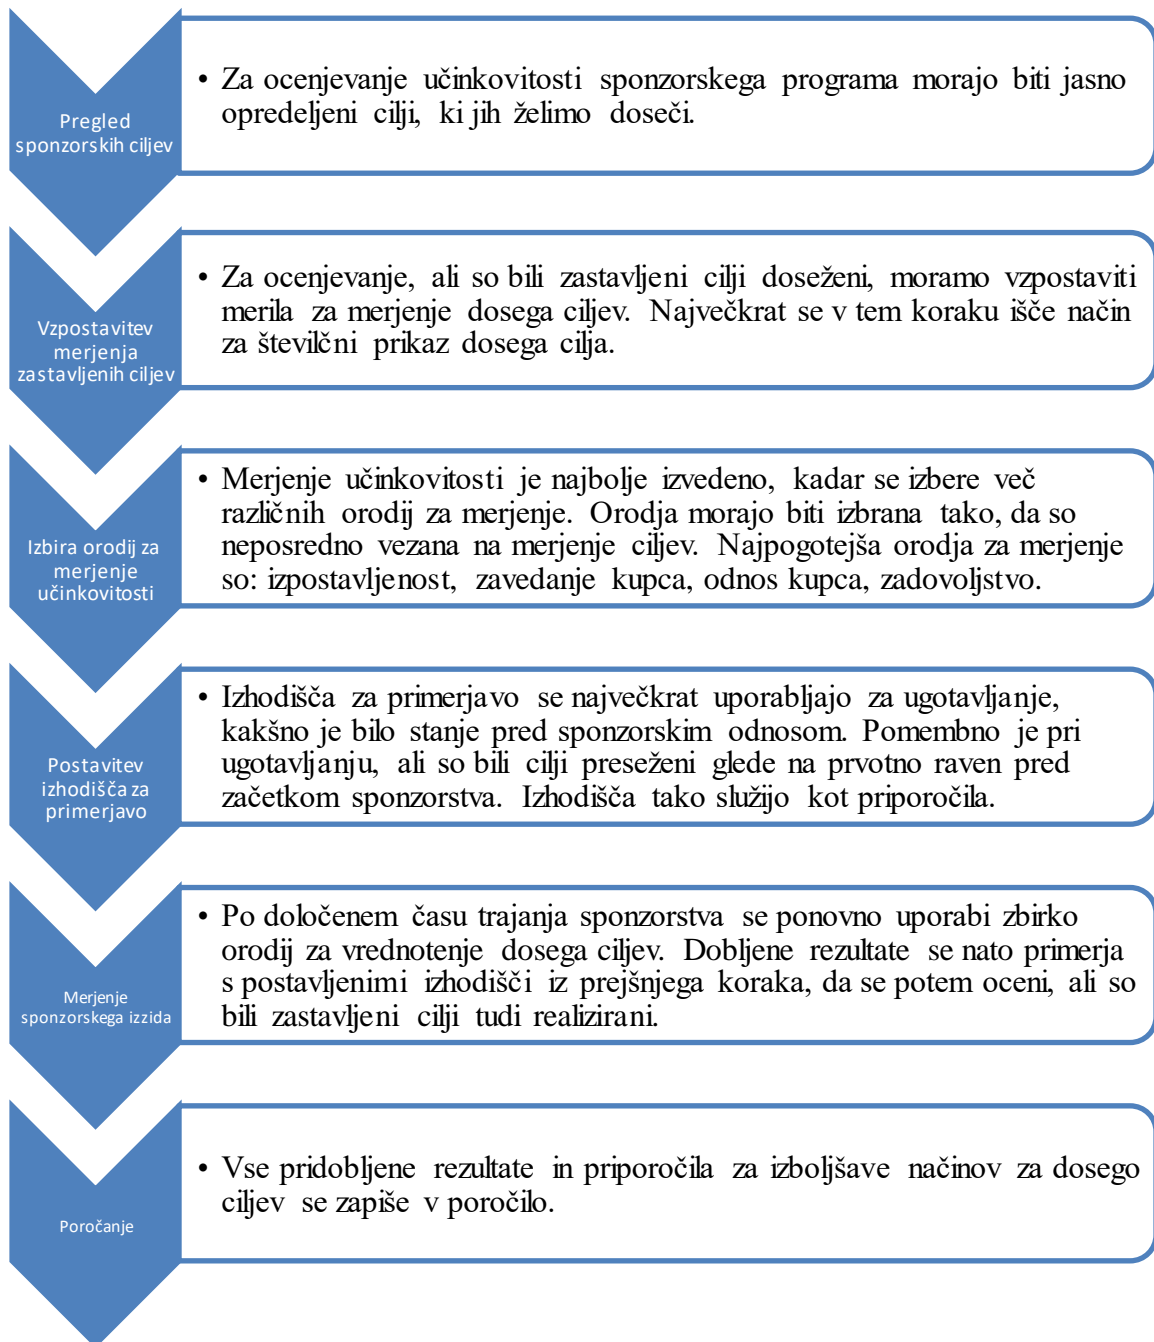 Pregled
sponzorskih ciljev
• Za ocenjevanje učinkovitosti sponzorskega programa morajo biti jasno
opredeljeni cilji, ki jih želimo doseči.
Vzpostavitev
merjenja
zastavljenih ciljev
• Za ocenjevanje, ali so bili zastavljeni cilji doseženi, moramo vzpostaviti
merila za merjenje dosega ciljev. Največkrat se v tem koraku išče način
za številčni prikaz dosega cilja.
Izbira orodij za
merjenje
učinkovitosti
• Merjenje učinkovitosti je najbolje izvedeno, kadar se izbere več
različnih orodij za merjenje. Orodja morajo biti izbrana tako, da so
neposredno vezana na merjenje ciljev. Najpogotejša orodja za merjenje
so: izpostavljenost, zavedanje kupca, odnos kupca, zadovoljstvo.
Postavitev
izhodišča za
primerjavo
• Izhodišča za primerjavo se največkrat uporabljajo za ugotavljanje,
kakšno je bilo stanje pred sponzorskim odnosom. Pomembno je pri
ugotavljanju, ali so bili cilji preseženi glede na prvotno raven pred
začetkom sponzorstva. Izhodišča tako služijo kot priporočila.
Merjenje
sponzorskega izzida
• Po določenem času trajanja sponzorstva se ponovno uporabi zbirko
orodij za vrednotenje dosega ciljev. Dobljene rezultate se nato primerja
s postavljenimi izhodišči iz prejšnjega koraka, da se potem oceni, ali so
bili zastavljeni cilji tudi realizirani.
Poročanje
• Vse pridobljene rezultate in priporočila za izboljšave načinov za dosego
ciljev se zapiše v poročilo.